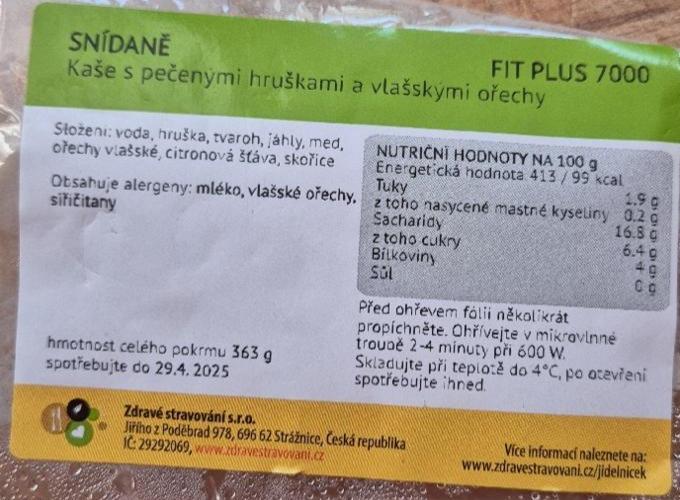 SNÍDANĚ
FIT PLUS 7000
Kaše s pečenými hruškami a vlašskými ořechy
Složení: voda, hruška, tvaroh, jáhly, med,
ořechy vlašské, citronová šťáva, skořice
Obsahuje alergeny: mléko, vlašské ořechy,
siřičitany
hmotnost celého pokrmu 363 g
spotřebujte do 29.4. 2025
NUTRIČNÍ HODNOTY NA 100 g
Energetická hodnota 413 / 99 kcal
Tuky 1.9 g
z toho nasycené mastné kyseliny 0.2 g
Sacharidy 16.8 g
z toho cukry 6.4 g
Bílkoviny 4 g
Sůl 0 g
Před ohřevem fólii několikrát
propíchněte. Ohřívejte v mikrovlnné
troubě 2-4 minuty při 600 W.
Skladujte při teplotě do 4°C, po otevření
spotřebujte ihned.
Zdravé stravování s.r.o.
Jiřího z Poděbrad 978, 696 62 Strážnice, Česká republika
IČ: 29292069, www.zdravestravovani.cz
Více informací naleznete na:
www.zdravestravovani.cz/jidelnicek